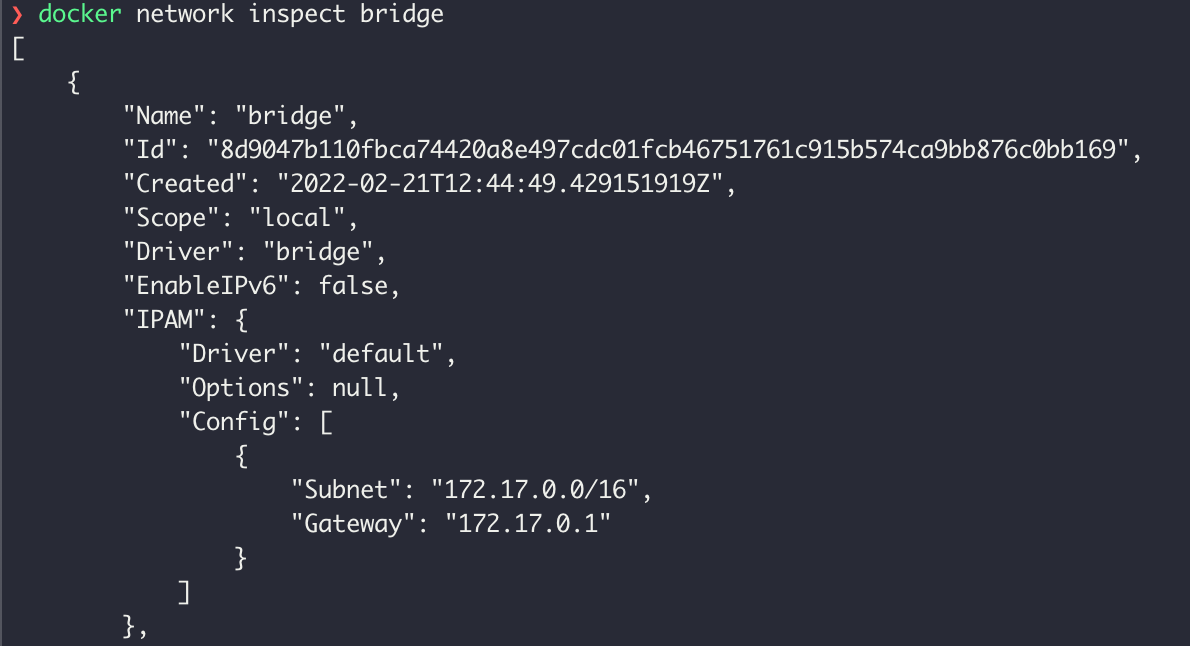 ❯ docker network inspect bridge
[
    {
        "Name": "bridge",
        "Id": "8d9047b110fbca74420a8e497cdc01fcb46751761c915b574ca9bb876c0bb169",
        "Created": "2022-02-21T12:44:49.429151919Z",
        "Scope": "local",
        "Driver": "bridge",
        "EnableIPv6": false,
        "IPAM": {
            "Driver": "default",
            "Options": null,
            "Config": [
                {
                    "Subnet": "172.17.0.0/16",
                    "Gateway": "172.17.0.1"
                }
            ]
        },